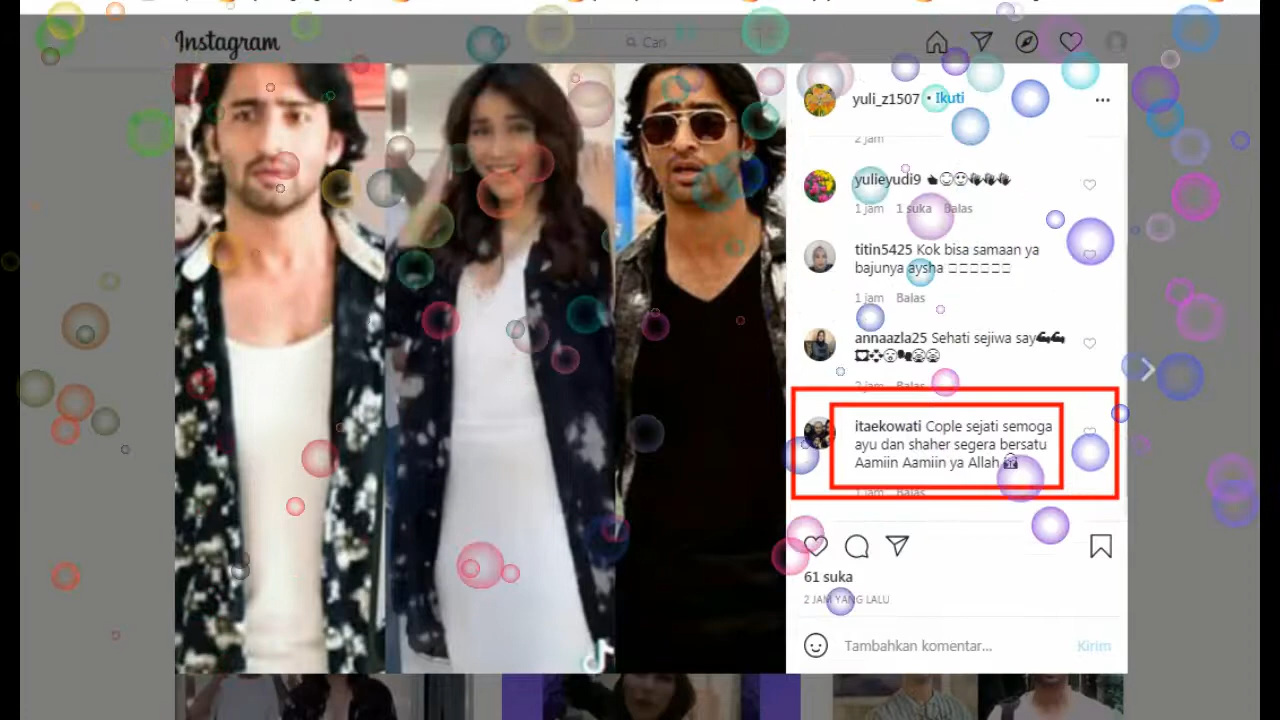 Instagram
Cari
yuli_z1507 • Ikuti
2 jam
yulieyudi9
1 jam 1 suka Balas
titin5425 Kok bisa samaan ya
bajunya aysha
1 jam Balas
annaazla25 Sehati sejiwa say
2 jam Balas
itaekowati Cople sejati semoga
ayu dan shaher segera bersatu
Aamiin Aamiin ya Allah
1 jam Balas
61 suka
2 JAM YANG LALU
Tambahkan komentar... Kirim